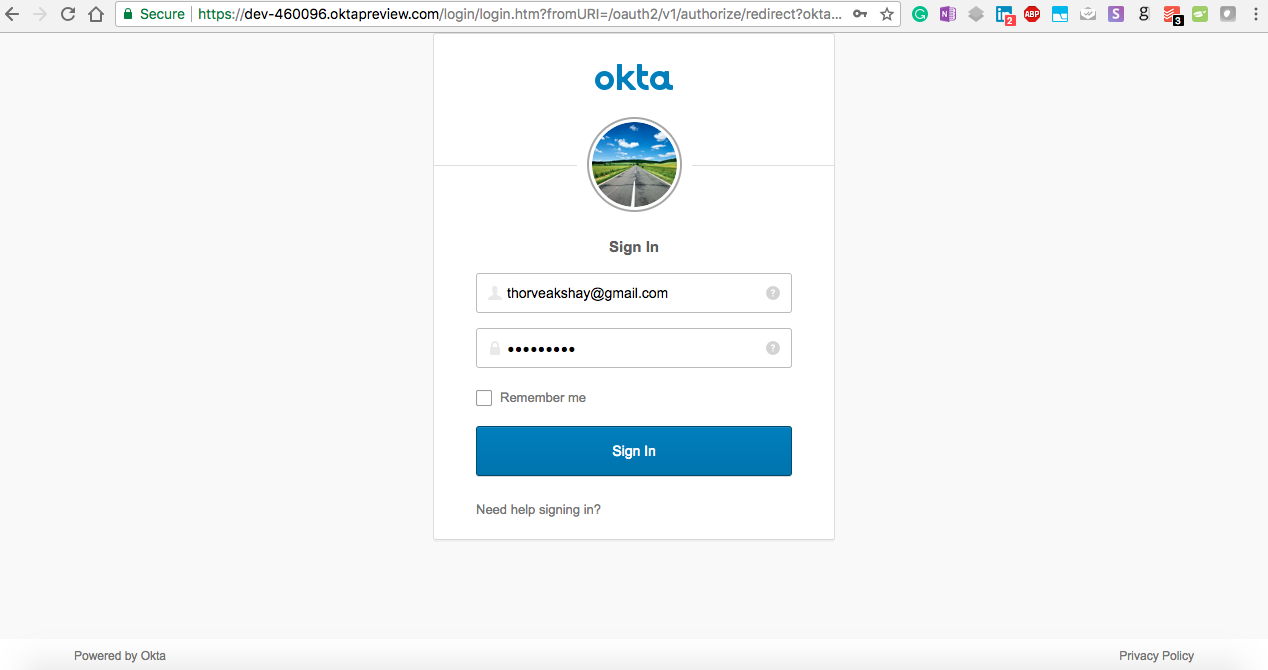 Secure https://dev-460096.oktapreview.com/login/login.htm?fromURI=/oauth2/v1/authorize/redirect?okta...
N
in
2
ABP
S
g
3
okta
Sign In
thorveakshay@gmail.com
?
•••••••••
?
Remember me
Sign In
Need help signing in?
Powered by Okta
Privacy Policy